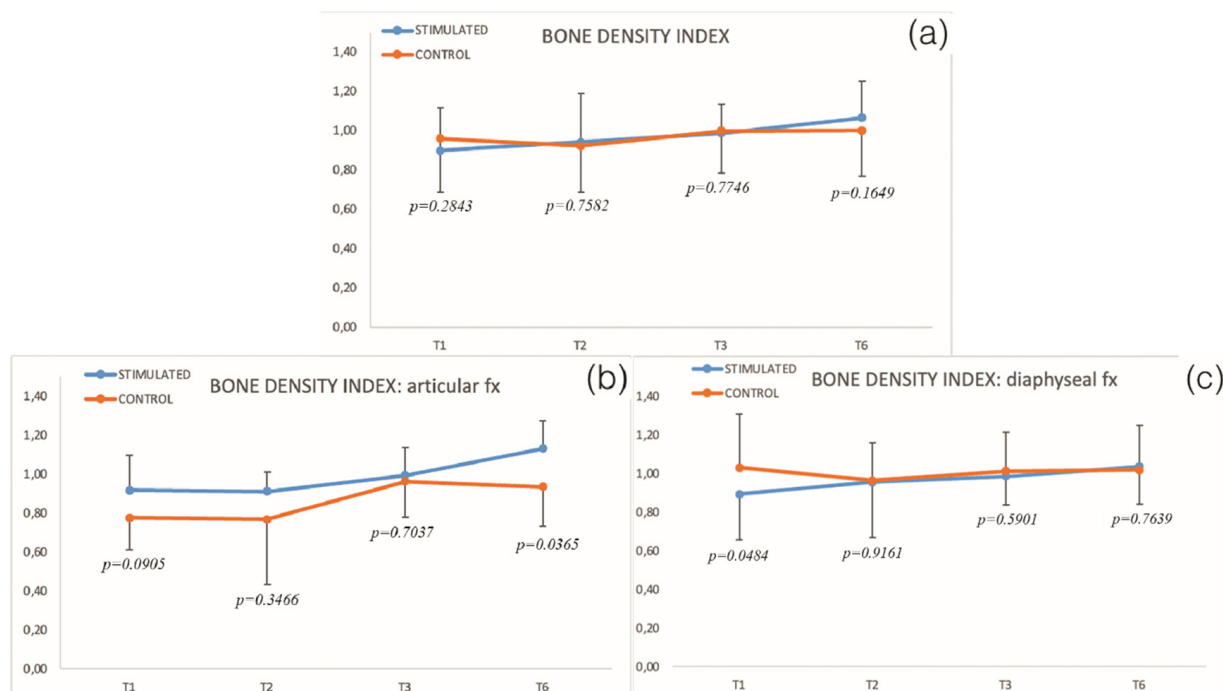 STIMULATED
CONTROL
BONE DENSITY INDEX
(a)
1,40
1,20
1,00
0,80
0,60
0,40
0,20
0,00
p=0.2843
p=0.7582
p=0.7746
p=0.1649
T1
T2
T3
T6
STIMULATED
CONTROL
BONE DENSITY INDEX: articular fx
(b)
1,40
1,20
1,00
0,80
0,60
0,40
0,20
0,00
p=0.0905
p=0.3466
p=0.7037
p=0.0365
T1
T2
T3
T6
STIMULATED
CONTROL
BONE DENSITY INDEX: diaphyseal fx
(c)
1,40
1,20
1,00
0,80
0,60
0,40
0,20
0,00
p=0.0484
p=0.9161
p=0.5901
p=0.7639
T1
T2
T3
T6